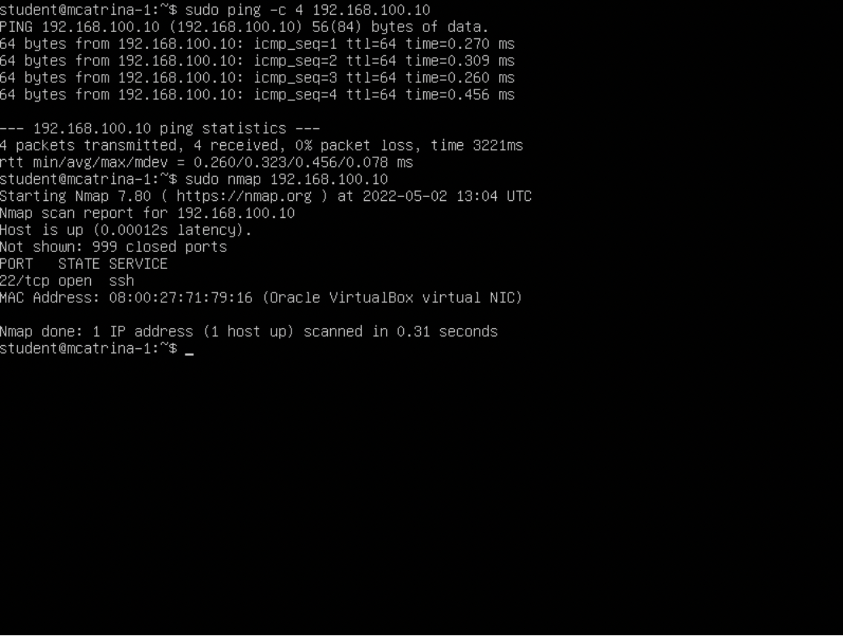 student@mcatrina-1:~$ sudo ping -c 4 192.168.100.10
PING 192.168.100.10 (192.168.100.10) 56(84) bytes of data.
64 bytes from 192.168.100.10: icmp_seq=1 ttl=64 time=0.270 ms
64 bytes from 192.168.100.10: icmp_seq=2 ttl=64 time=0.309 ms
64 bytes from 192.168.100.10: icmp_seq=3 ttl=64 time=0.260 ms
64 bytes from 192.168.100.10: icmp_seq=4 ttl=64 time=0.456 ms

--- 192.168.100.10 ping statistics ---
4 packets transmitted, 4 received, 0% packet loss, time 3221ms
rtt min/avg/max/mdev = 0.260/0.323/0.456/0.078 ms
student@mcatrina-1:~$ sudo nmap 192.168.100.10
Starting Nmap 7.80 ( https://nmap.org ) at 2022-05-02 13:04 UTC
Nmap scan report for 192.168.100.10
Host is up (0.00012s latency).
Not shown: 999 closed ports
PORT   STATE SERVICE
22/tcp open  ssh
MAC Address: 08:00:27:71:79:16 (Oracle VirtualBox virtual NIC)

Nmap done: 1 IP address (1 host up) scanned in 0.31 seconds
student@mcatrina-1:~$ _